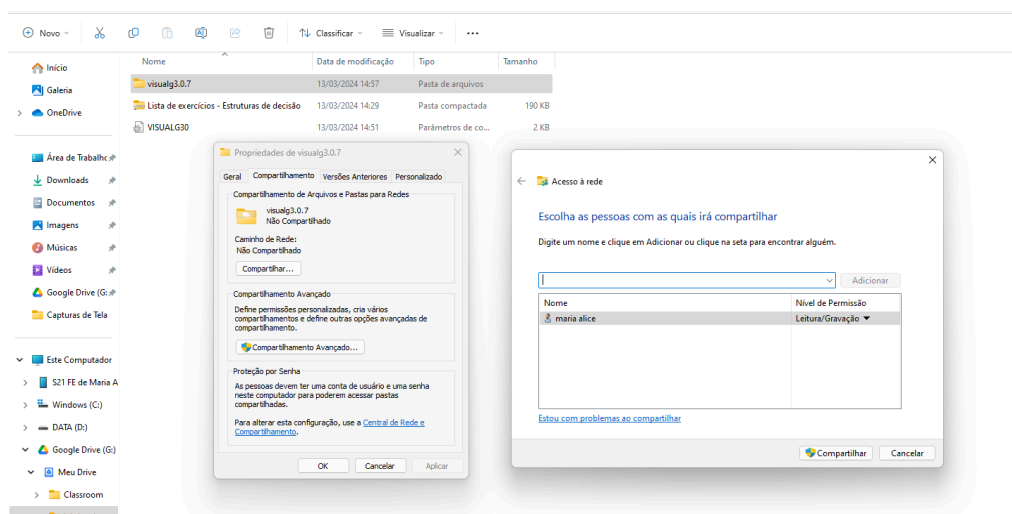 Novo
Classificar
Visualizar
Início
Galeria
OneDrive
Área de Trabalhc
Downloads
Documentos
Imagens
Músicas
Vídeos
Google Drive (G:
Capturas de Tela
Este Computador
S21 FE de Maria A
Windows (C:)
DATA (D:)
Google Drive (G:)
Meu Drive
Classroom
Nome Data de modificação Tipo Tamanho
visualg3.0.7 13/03/2024 14:57 Pasta de arquivos
Lista de exercícios - Estruturas de decisão 13/03/2024 14:29 Pasta compactada 190 KB
VISUALG30 13/03/2024 14:51 Parâmetros de co... 2 KB
Propriedades de visualg3.0.7
Geral Compartilhamento Versões Anteriores Personalizado
Compartilhamento de Arquivos e Pastas para Redes
visualg3.0.7
Não Compartilhado
Caminho de Rede:
Não Compartilhado
Compartilhar...
Compartilhamento Avançado
Define permissões personalizadas, cria vários
compartilhamentos e define outras opções avançadas de
compartilhamento.
Compartilhamento Avançado...
Proteção por Senha
As pessoas devem ter uma conta de usuário e uma senha
neste computador para poderem acessar pastas
compartilhadas.
Para alterar esta configuração, use a Central de Rede e
Compartilhamento.
OK Cancelar Aplicar
Acesso à rede
Escolha as pessoas com as quais irá compartilhar
Digite um nome e clique em Adicionar ou clique na seta para encontrar alguém.
Adicionar
Nome Nível de Permissão
maria alice Leitura/Gravação
Estou com problemas ao compartilhar
Compartilhar Cancelar